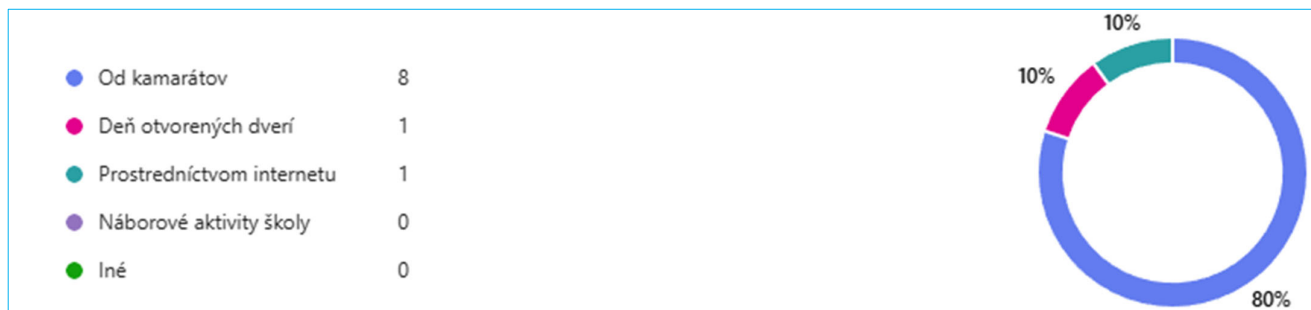 Od kamarátov 8
Deň otvorených dverí 1
Prostredníctvom internetu 1
Náborové aktivity školy 0
Iné 0
10%
10%
80%